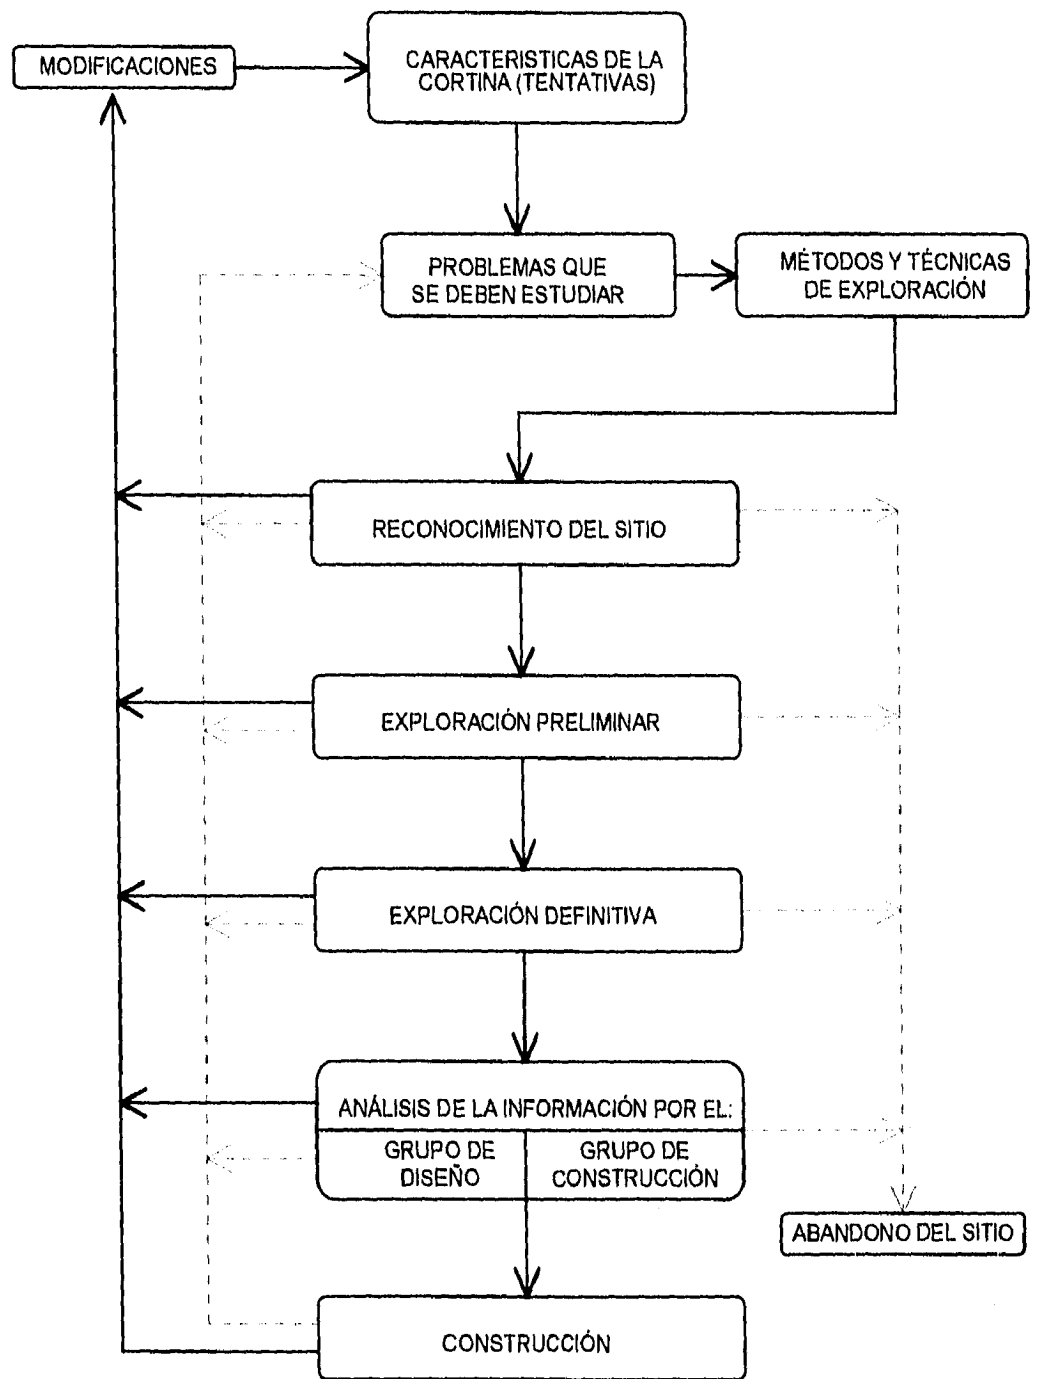 MODIFICACIONES
CARACTERISTICAS DE LA
CORTINA (TENTATIVAS)
PROBLEMAS QUE
SE DEBEN ESTUDIAR
MÉTODOS Y TÉCNICAS
DE EXPLORACIÓN
RECONOCIMIENTO DEL SITIO
EXPLORACIÓN PRELIMINAR
EXPLORACIÓN DEFINITIVA
ANÁLISIS DE LA INFORMACIÓN POR EL:
GRUPO DE
DISEÑO
GRUPO DE
CONSTRUCCIÓN
ABANDONO DEL SITIO
CONSTRUCCIÓN